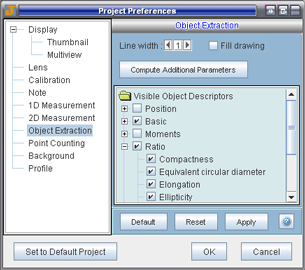 Project Preferences
Display
Thumbnail
Multiview
Lens
Calibration
Note
1D Measurement
2D Measurement
Object Extraction
Point Counting
Background
Profile
Object Extraction
Line width : 1 Fill drawing
Compute Additional Parameters
Visible Object Descriptors
Position
Basic
Moments
Ratio
Compactness
Equivalent circular diameter
Elongation
Ellipticity
Default Reset Apply ?
Set to Default Project OK Cancel